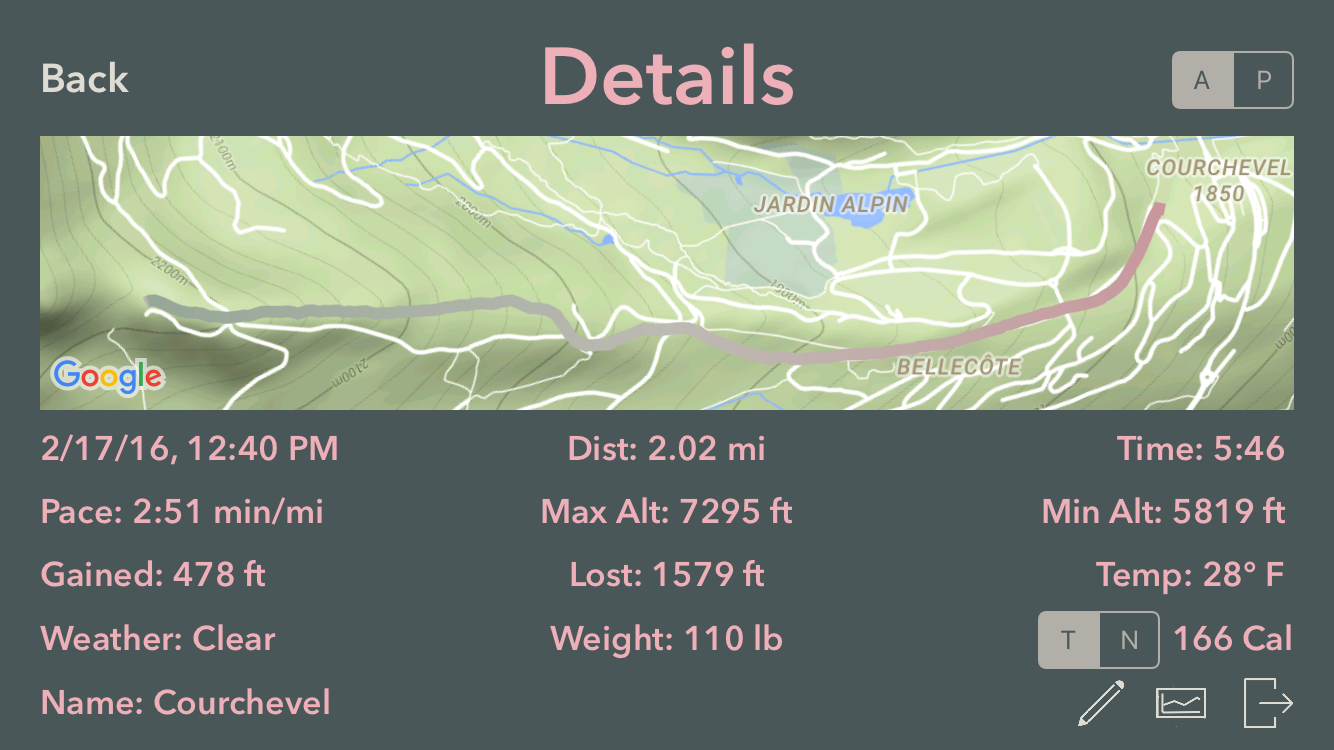 Back
Details
A P
2100m
COURCHEVEL
1850
2000m
JARDIN ALPIN
2200m
1900m
BELLECÔTE
2100m
Google
2/17/16, 12:40 PM
Dist: 2.02 mi
Time: 5:46
Pace: 2:51 min/mi
Max Alt: 7295 ft
Min Alt: 5819 ft
Gained: 478 ft
Lost: 1579 ft
Temp: 28° F
Weather: Clear
Weight: 110 lb
T N
166 Cal
Name: Courchevel